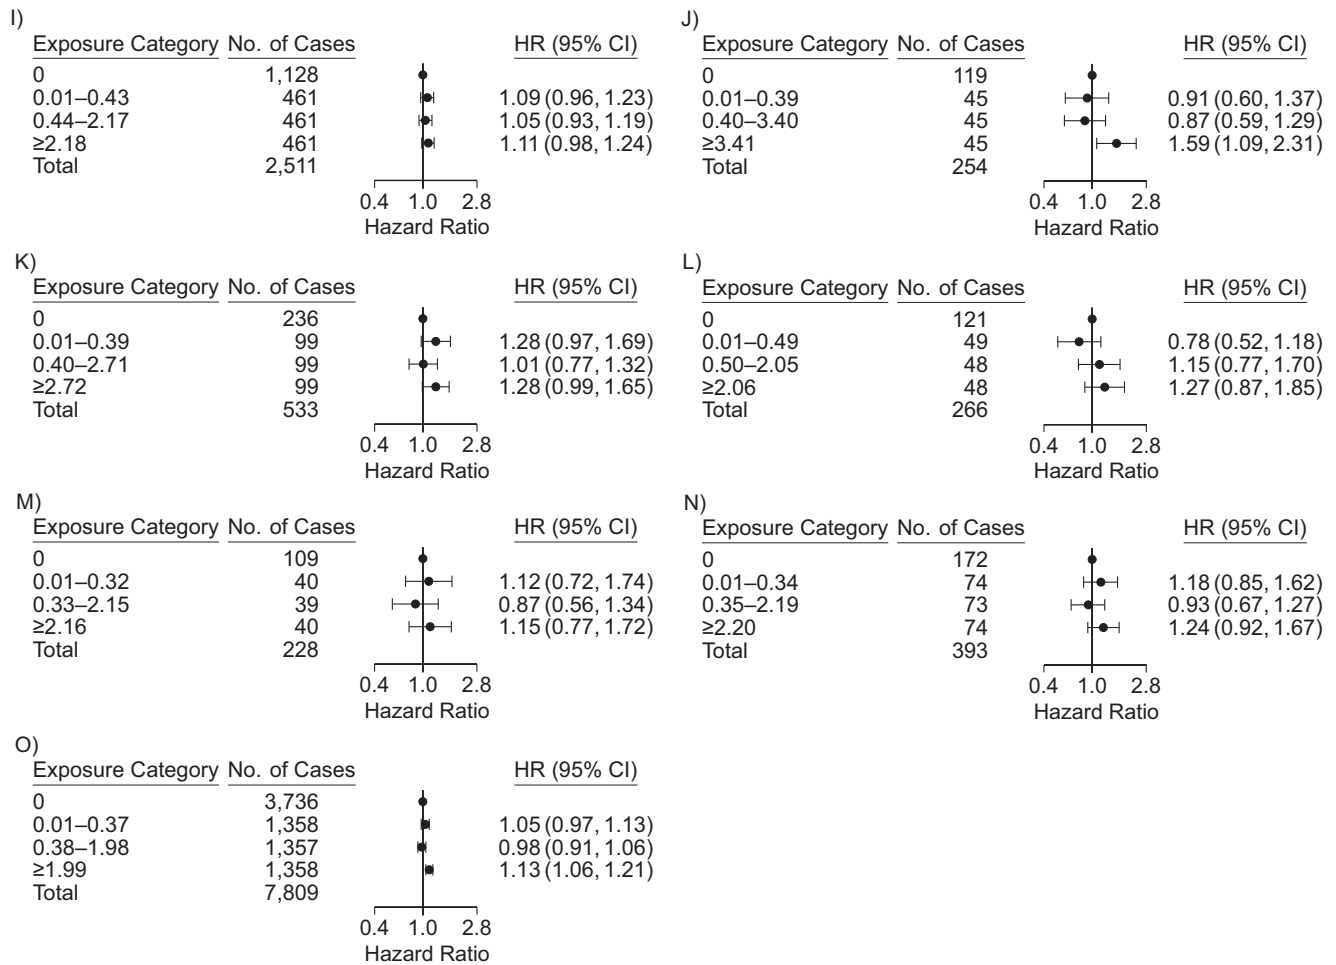 I)
Exposure Category No. of Cases HR (95% CI)
0 1,128
0.01–0.43 461 1.09 (0.96, 1.23)
0.44–2.17 461 1.05 (0.93, 1.19)
≥2.18 461 1.11 (0.98, 1.24)
Total 2,511
0.4 1.0 2.8
Hazard Ratio
J)
Exposure Category No. of Cases HR (95% CI)
0 119
0.01–0.39 45 0.91 (0.60, 1.37)
0.40–3.40 45 0.87 (0.59, 1.29)
≥3.41 45 1.59 (1.09, 2.31)
Total 254
0.4 1.0 2.8
Hazard Ratio
K)
Exposure Category No. of Cases HR (95% CI)
0 236
0.01–0.39 99 1.28 (0.97, 1.69)
0.40–2.71 99 1.01 (0.77, 1.32)
≥2.72 99 1.28 (0.99, 1.65)
Total 533
0.4 1.0 2.8
Hazard Ratio
L)
Exposure Category No. of Cases HR (95% CI)
0 121
0.01–0.49 49 0.78 (0.52, 1.18)
0.50–2.05 48 1.15 (0.77, 1.70)
≥2.06 48 1.27 (0.87, 1.85)
Total 266
0.4 1.0 2.8
Hazard Ratio
M)
Exposure Category No. of Cases HR (95% CI)
0 109
0.01–0.32 40 1.12 (0.72, 1.74)
0.33–2.15 39 0.87 (0.56, 1.34)
≥2.16 40 1.15 (0.77, 1.72)
Total 228
0.4 1.0 2.8
Hazard Ratio
N)
Exposure Category No. of Cases HR (95% CI)
0 172
0.01–0.34 74 1.18 (0.85, 1.62)
0.35–2.19 73 0.93 (0.67, 1.27)
≥2.20 74 1.24 (0.92, 1.67)
Total 393
0.4 1.0 2.8
Hazard Ratio
O)
Exposure Category No. of Cases HR (95% CI)
0 3,736
0.01–0.37 1,358 1.05 (0.97, 1.13)
0.38–1.98 1,357 0.98 (0.91, 1.06)
≥1.99 1,358 1.13 (1.06, 1.21)
Total 7,809
0.4 1.0 2.8
Hazard Ratio